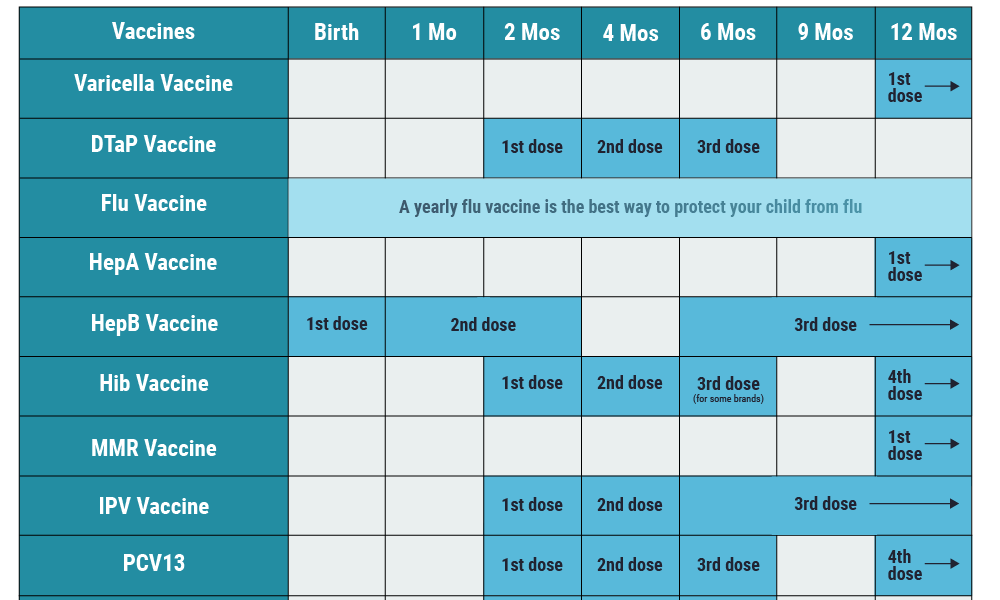 Vaccines Birth 1 Mo 2 Mos 4 Mos 6 Mos 9 Mos 12 Mos
Varicella Vaccine 1st
dose
DTaP Vaccine 1st dose 2nd dose 3rd dose
Flu Vaccine A yearly flu vaccine is the best way to protect your child from flu
HepA Vaccine 1st
dose
HepB Vaccine 1st dose 2nd dose 3rd dose
Hib Vaccine 1st dose 2nd dose 3rd dose 4th
(for some brands) dose
MMR Vaccine 1st
dose
IPV Vaccine 1st dose 2nd dose 3rd dose
PCV13 1st dose 2nd dose 3rd dose 4th
dose